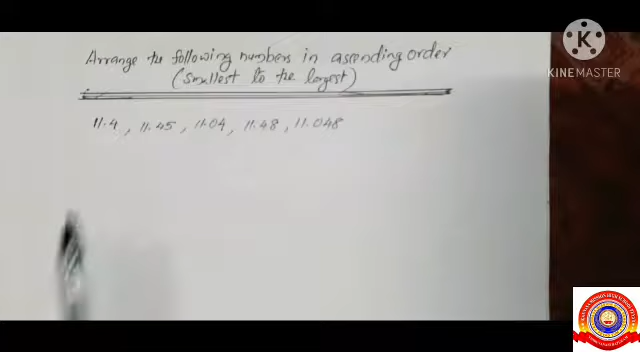 Arrange the following numbers in ascending order
(Smallest to the largest)
11.4, 11.45, 11.04, 11.48, 11.048
KINEMASTER